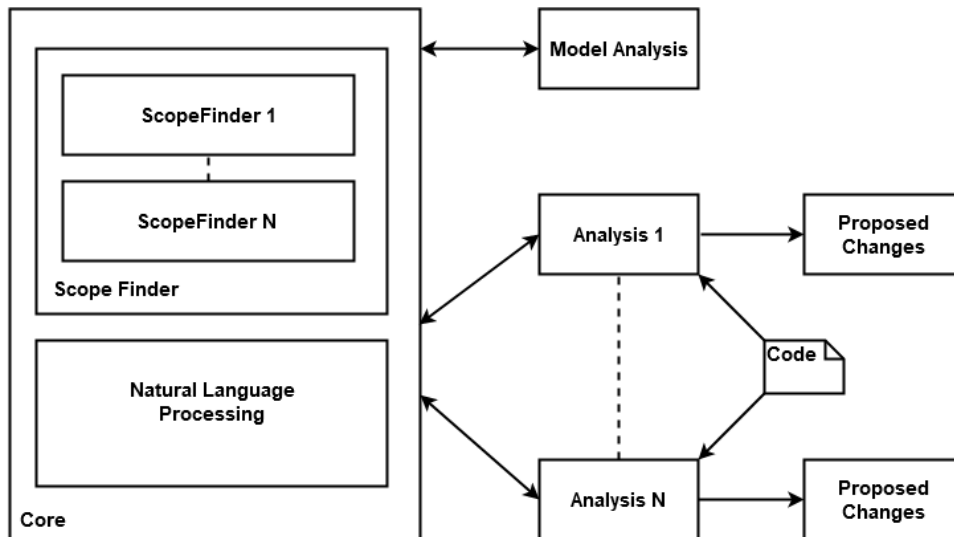 ScopeFinder 1
ScopeFinder N
Scope Finder
Natural Language
Processing
Core
Model Analysis
Analysis 1
Proposed
Changes
Code
Analysis N
Proposed
Changes